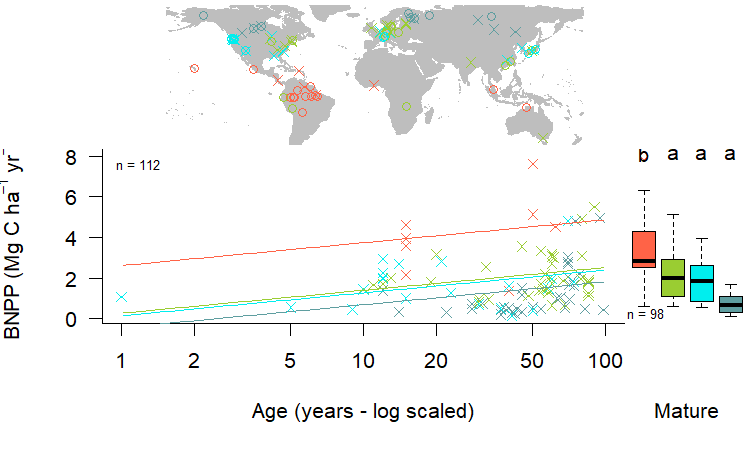 BNPP (Mg C ha⁻¹ yr⁻
8
6
4
2
0
n = 112
b a a a
n = 98
1 2 5 10 20 50 100
Age (years - log scaled)
Mature